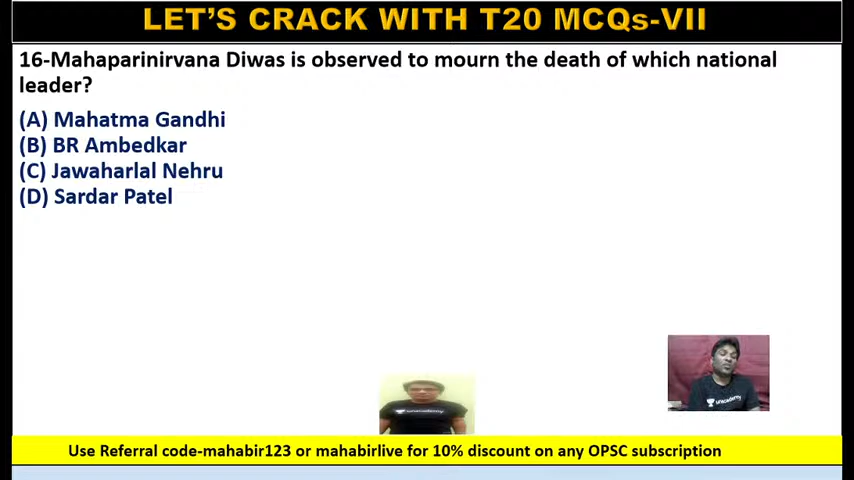 LET'S CRACK WITH T20 MCQs-VII
16-Mahaparinirvana Diwas is observed to mourn the death of which national
leader?
(A) Mahatma Gandhi
(B) BR Ambedkar
(C) Jawaharlal Nehru
(D) Sardar Patel
unacademy
unacademy
Use Referral code-mahabir123 or mahabirlive for 10% discount on any OPSC subscription